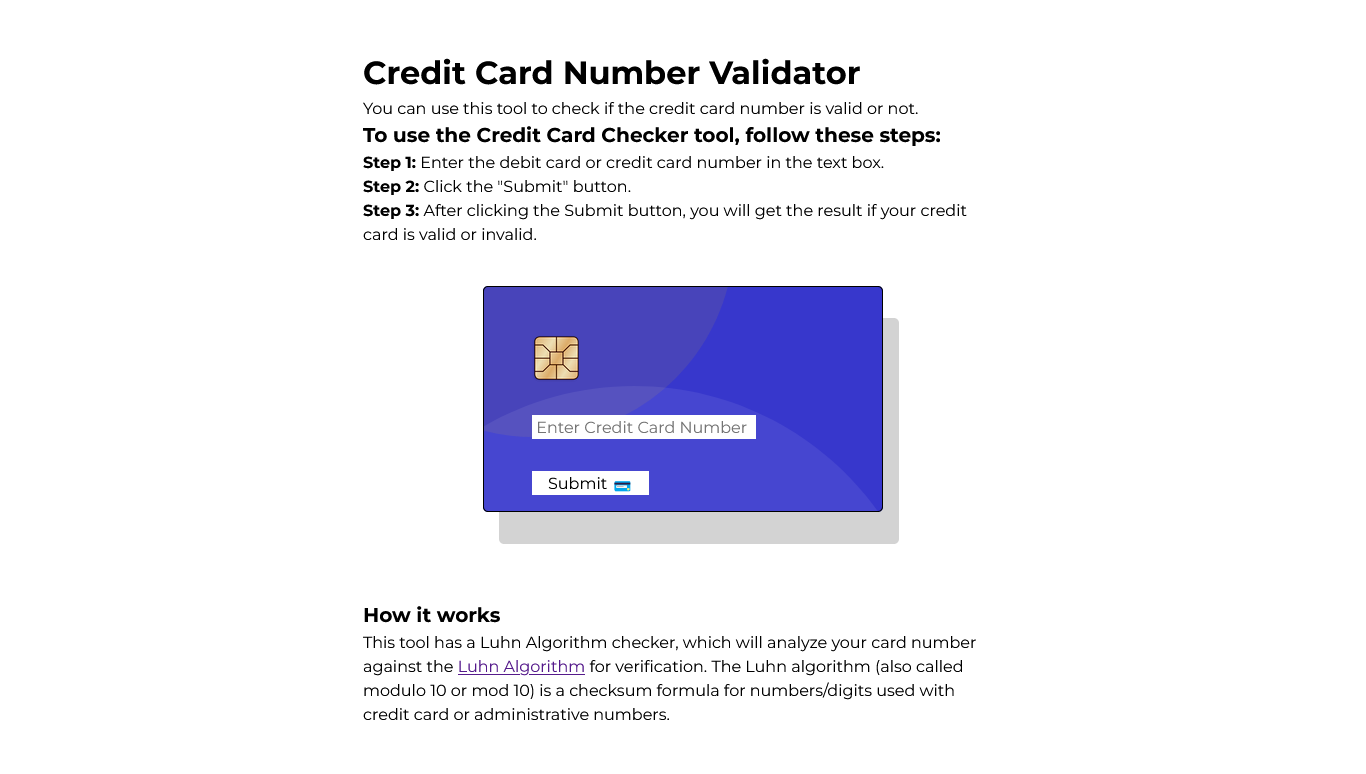 Credit Card Number Validator
You can use this tool to check if the credit card number is valid or not.
To use the Credit Card Checker tool, follow these steps:
Step 1: Enter the debit card or credit card number in the text box.
Step 2: Click the "Submit" button.
Step 3: After clicking the Submit button, you will get the result if your credit
card is valid or invalid.
Enter Credit Card Number
Submit
How it works
This tool has a Luhn Algorithm checker, which will analyze your card number
against the Luhn Algorithm for verification. The Luhn algorithm (also called
modulo 10 or mod 10) is a checksum formula for numbers/digits used with
credit card or administrative numbers.